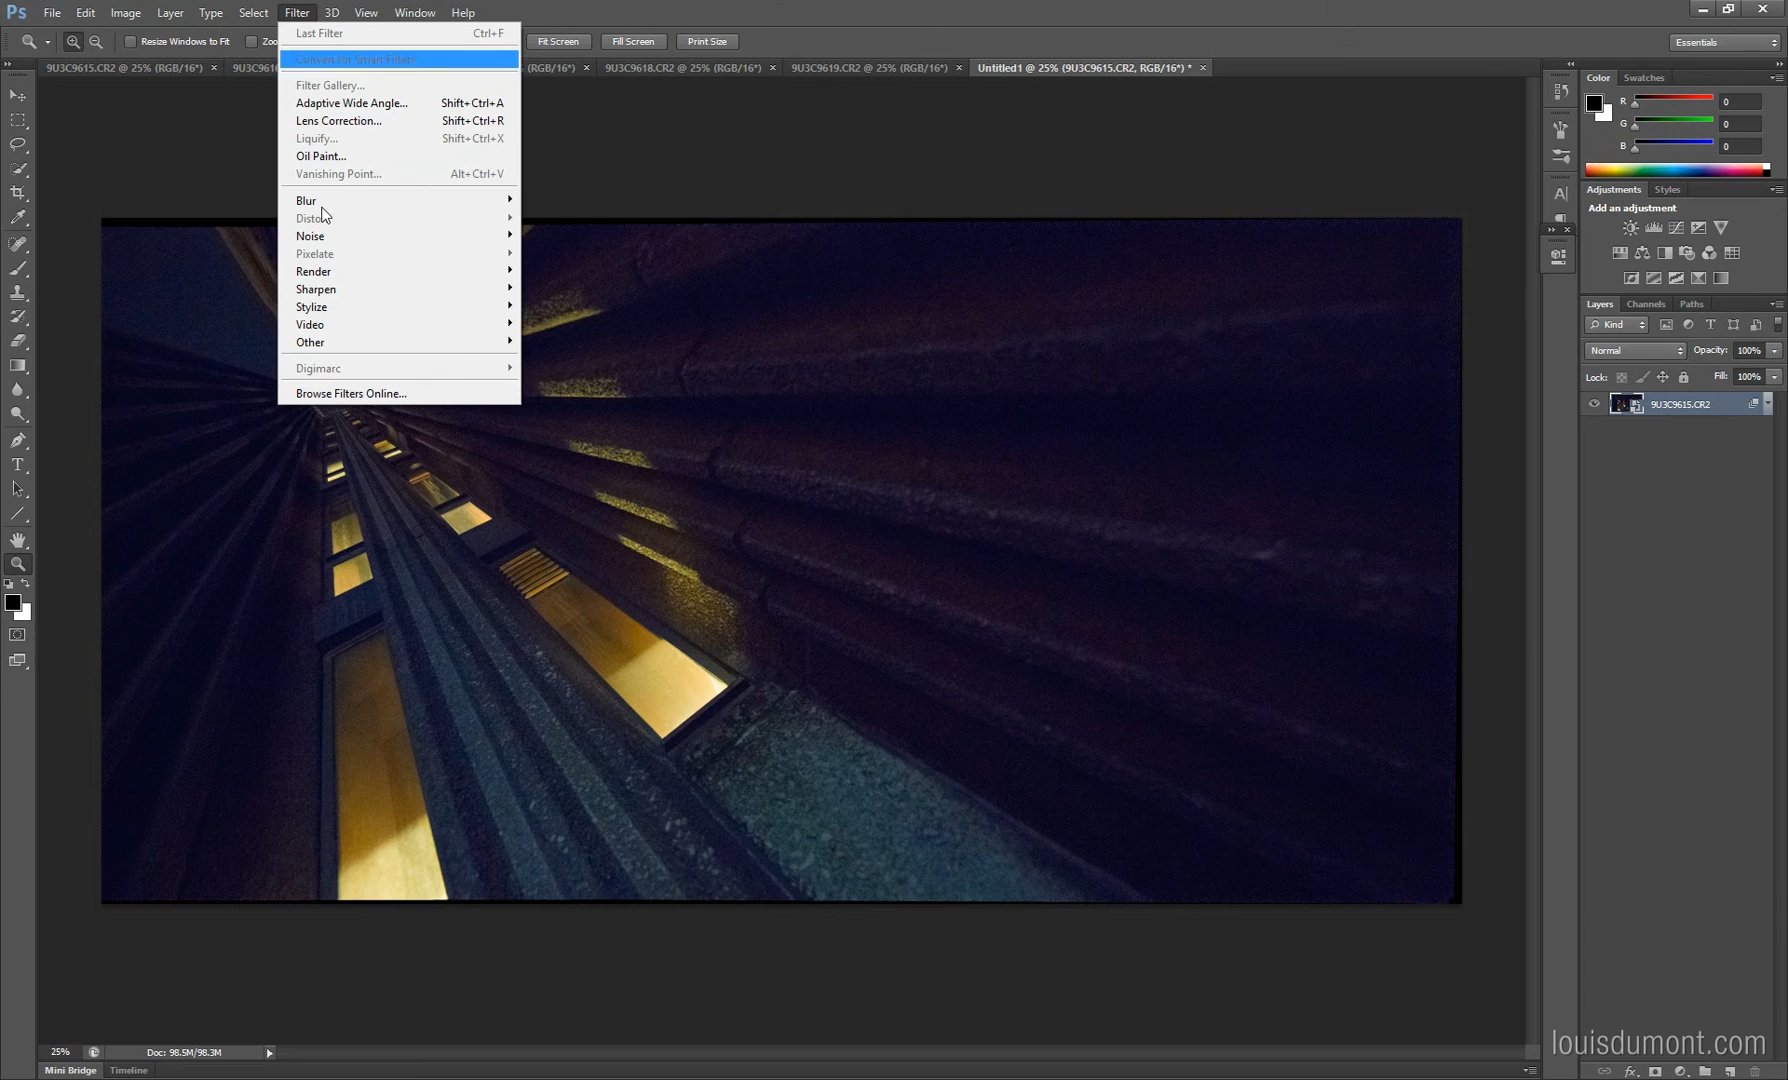 Ps File Edit Image Layer Type Select Filter 3D View Window Help
Resize Windows to Fit Zoo Fit Screen Fill Screen Print Size Essentials
9U3C9615.CR2 @ 25% (RGB/16*) × 9U3C9616 (RGB/16*) × 9U3C9618.CR2 @ 25% (RGB/16*) × 9U3C9619.CR2 @ 25% (RGB/16*) × Untitled1 @ 25% (9U3C9615.CR2, RGB/16*) * ×
Last Filter Ctrl+F
Convert for Smart Filters
Filter Gallery...
Adaptive Wide Angle... Shift+Ctrl+A
Lens Correction... Shift+Ctrl+R
Liquify... Shift+Ctrl+X
Oil Paint...
Vanishing Point... Alt+Ctrl+V
Blur
Disto
Noise
Pixelate
Render
Sharpen
Stylize
Video
Other
Digimarc
Browse Filters Online...
Color Swatches
R 0
G 0
B 0
Adjustments Styles
Add an adjustment
Layers Channels Paths
Kind
Normal Opacity: 100%
Lock: Fill: 100%
9U3C9615.CR2
25% Doc: 98.5M/98.3M
Mini Bridge Timeline
louisdumont.com